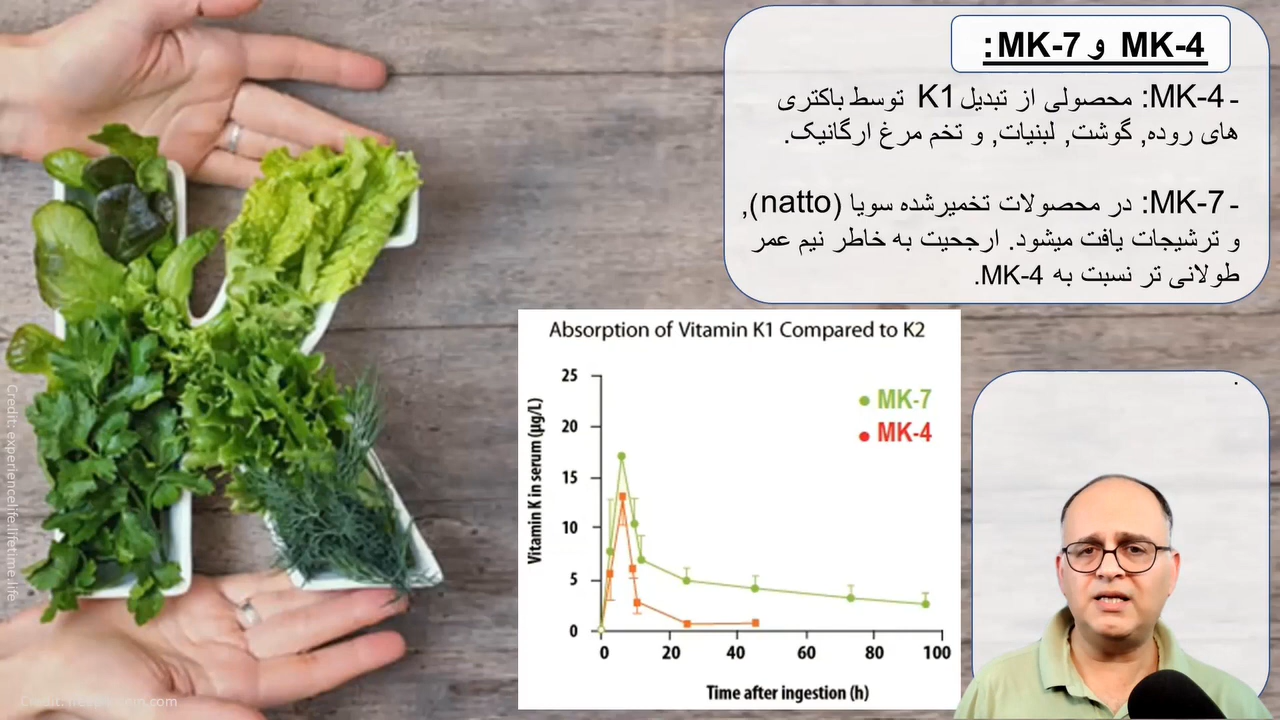 MK-4 و MK-7:
- MK-4: محصولی از تبدیل K1 توسط باکتری
های روده, گوشت, لبنیات, و تخم مرغ ارگانیک.
- MK-7: در محصولات تخمیرشده سویا (natto),
و ترشیجات یافت میشود. ارجحیت به خاطر نیم عمر
طولانی تر نسبت به MK-4.
Absorption of Vitamin K1 Compared to K2
MK-7
MK-4
Vitamin K in serum (µg/L)
25
20
15
10
5
0
0 20 40 60 80 100
Time after ingestion (h)
Credit: experiencelife.lifetime.life